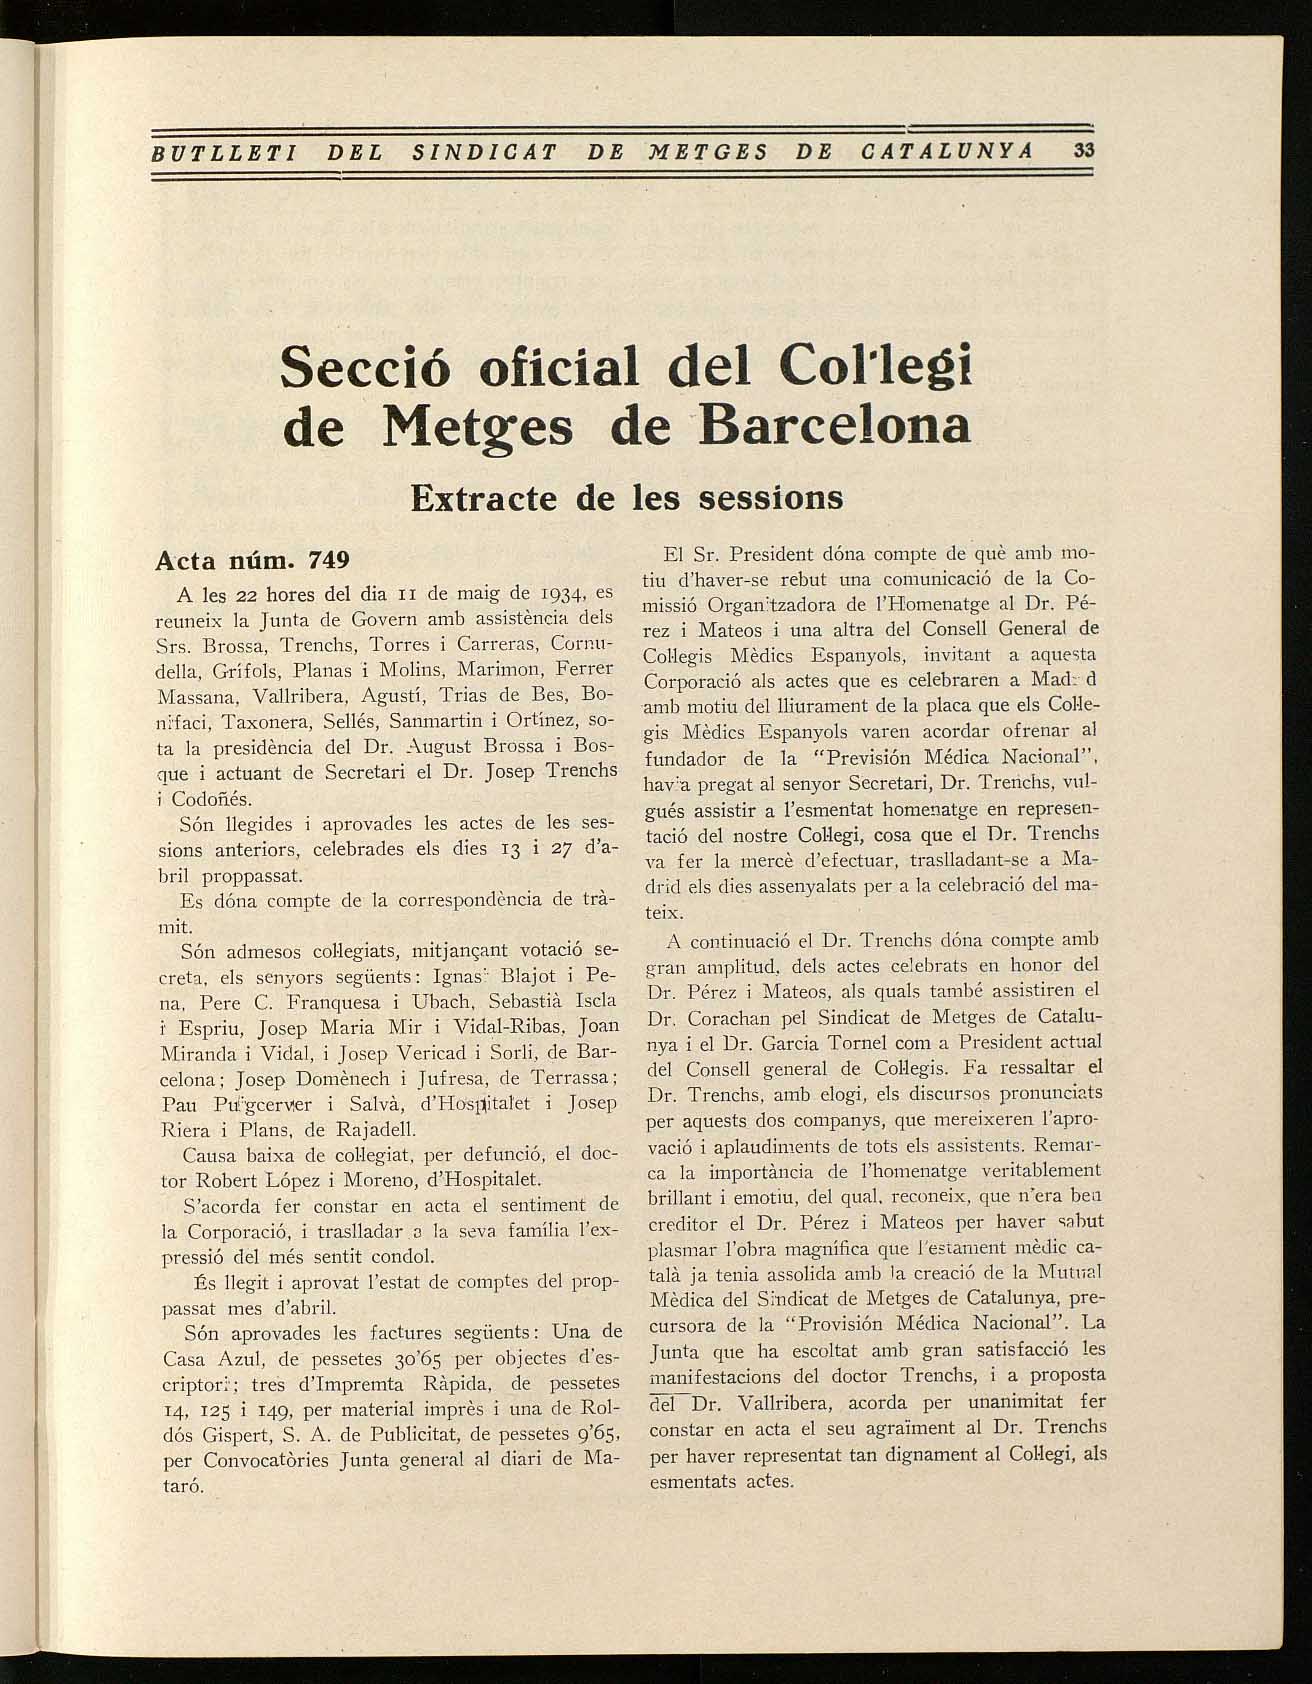 BUTLLETI DEL SINDICAT DE METGES DE CATALUNYA 33
Secció oficial del Col·legi
de Metges de Barcelona
Extracte de les sessions
Acta núm. 749
A les 22 hores del dia 11 de maig de 1934, es
reuneix la Junta de Govern amb assistència dels
Srs. Brossa, Trenchs, Torres i Carreras, Cornu-
della, Grífols, Planas i Molins, Marimon, Ferrer
Massana, Vallribera, Agustí, Trias de Bes, Bo-
nifaci, Taxonera, Sellés, Sanmartin i Ortínez, so-
ta la presidència del Dr. August Brossa i Bos-
que i actuant de Secretari el Dr. Josep Trenchs
i Codoñés.
Són llegides i aprovades les actes de les ses-
sions anteriors, celebrades els dies 13 i 27 d'a-
bril proppassat.
Es dóna compte de la correspondència de trà-
mit.
Són admesos col·legiats, mitjançant votació se-
creta, els senyors següents: Ignasi Blajot i Pe-
na, Pere C. Franquesa i Ubach, Sebastià Iscla
i Espriu, Josep Maria Mir i Vidal-Ribas, Joan
Miranda i Vidal, i Josep Vericad i Sorli, de Bar-
celona; Josep Domènech i Jufresa, de Terrassa;
Pau Puigcerver i Salvà, d'Hospitalet i Josep
Riera i Plans, de Rajadell.
Causa baixa de col·legiat, per defunció, el doc-
tor Robert López i Moreno, d'Hospitalet.
S'acorda fer constar en acta el sentiment de
la Corporació, i traslladar a la seva família l'ex-
pressió del més sentit condol.
És llegit i aprovat l'estat de comptes del prop-
passat mes d'abril.
Són aprovades les factures següents: Una de
Casa Azul, de pessetes 30'65 per objectes d'es-
criptori; tres d'Impremta Ràpida, de pessetes
14, 125 i 149, per material imprès i una de Rol-
dós Gispert, S. A. de Publicitat, de pessetes 9'65,
per Convocatòries Junta general al diari de Ma-
taró.
El Sr. President dóna compte de què amb mo-
tiu d'haver-se rebut una comunicació de la Co-
missió Organitzadora de l'Homenatge al Dr. Pé-
rez i Mateos i una altra del Consell General de
Col·legis Mèdics Espanyols, invitant a aquesta
Corporació als actes que es celebraren a Madrid
amb motiu del lliurament de la placa que els Col·le-
gis Mèdics Espanyols varen acordar ofrenar al
fundador de la "Previsión Médica Nacional",
havia pregat al senyor Secretari, Dr. Trenchs, vul-
gués assistir a l'esmentat homenatge en represen-
tació del nostre Col·legi, cosa que el Dr. Trenchs
va fer la mercè d'efectuar, traslladant-se a Ma-
drid els dies assenyalats per a la celebració del ma-
teix.
A continuació el Dr. Trenchs dóna compte amb
gran amplitud, dels actes celebrats en honor del
Dr. Pérez i Mateos, als quals també assistiren el
Dr. Corachan pel Sindicat de Metges de Catalu-
nya i el Dr. Garcia Tornel com a President actual
del Consell general de Col·legis. Fa ressaltar el
Dr. Trenchs, amb elogi, els discursos pronunciats
per aquests dos companys, que mereixeren l'apro-
vació i aplaudiments de tots els assistents. Remar-
ca la importància de l'homenatge veritablement
brillant i emotiu, del qual, reconeix, que n'era ben
creditor el Dr. Pérez i Mateos per haver sabut
plasmar l'obra magnífica que l'estament mèdic ca-
talà ja tenia assolida amb la creació de la Mutual
Mèdica del Sindicat de Metges de Catalunya, pre-
cursora de la "Provisión Médica Nacional". La
Junta que ha escoltat amb gran satisfacció les
manifestacions del doctor Trenchs, i a proposta
del Dr. Vallribera, acorda per unanimitat fer
constar en acta el seu agraïment al Dr. Trenchs
per haver representat tan dignament al Col·legi, als
esmentats actes.